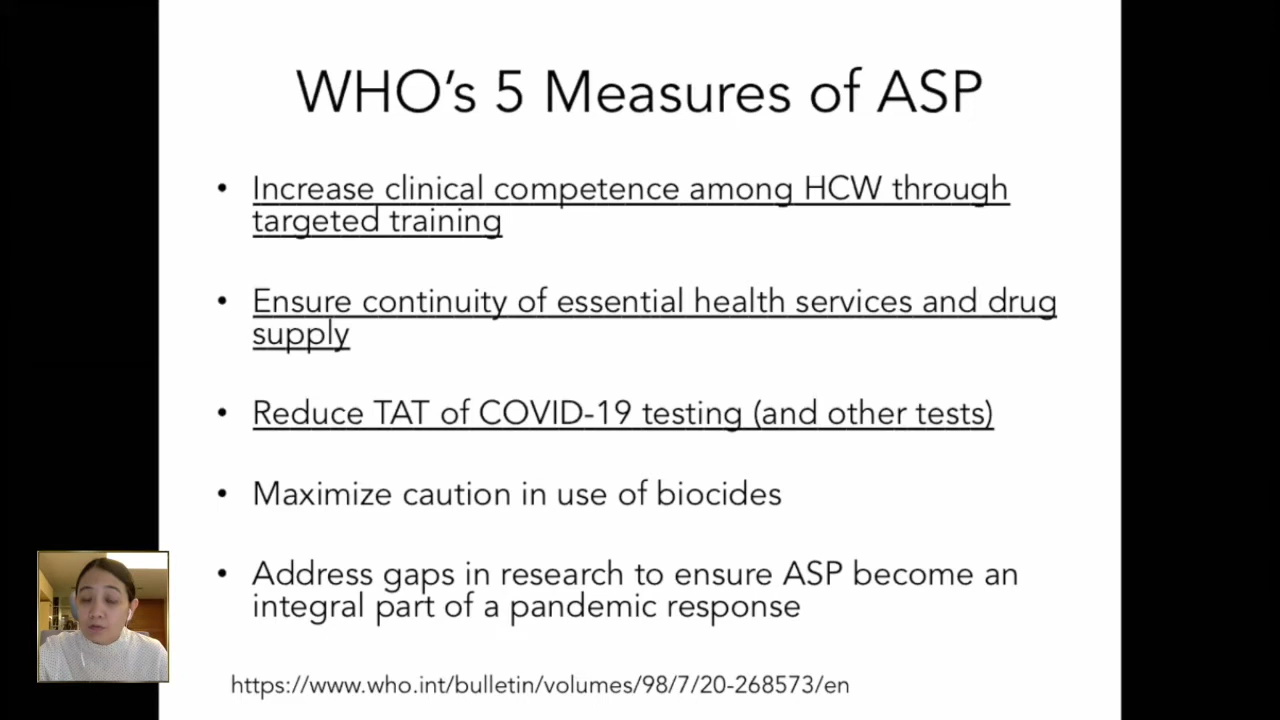 WHO's 5 Measures of ASP
• Increase clinical competence among HCW through
targeted training
• Ensure continuity of essential health services and drug
supply
• Reduce TAT of COVID-19 testing (and other tests)
• Maximize caution in use of biocides
• Address gaps in research to ensure ASP become an
integral part of a pandemic response
https://www.who.int/bulletin/volumes/98/7/20-268573/en